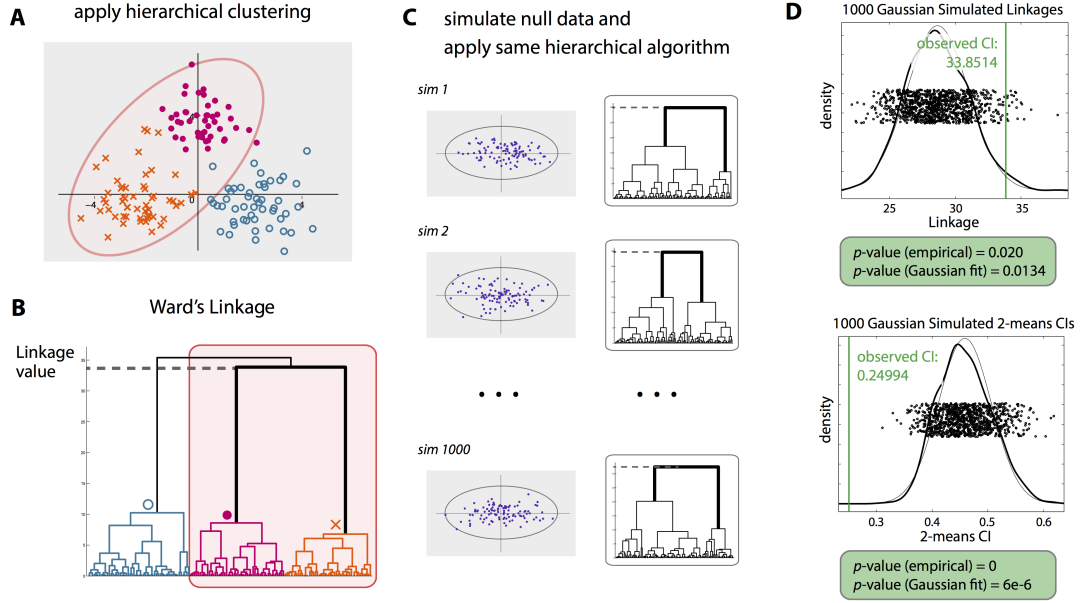 A
apply hierarchical clustering
−4
0
4
4
B
Ward's Linkage
Linkage
value
C
simulate null data and
apply same hierarchical algorithm
sim 1
sim 2
• • •
• • •
sim 1000
D
1000 Gaussian Simulated Linkages
observed CI:
33.8514
density
25
30
35
Linkage
p-value (empirical) = 0.020
p-value (Gaussian fit) = 0.0134
1000 Gaussian Simulated 2-means CIs
observed CI:
0.24994
density
0.3
0.4
0.5
0.6
2-means CI
p-value (empirical) = 0
p-value (Gaussian fit) = 6e-6